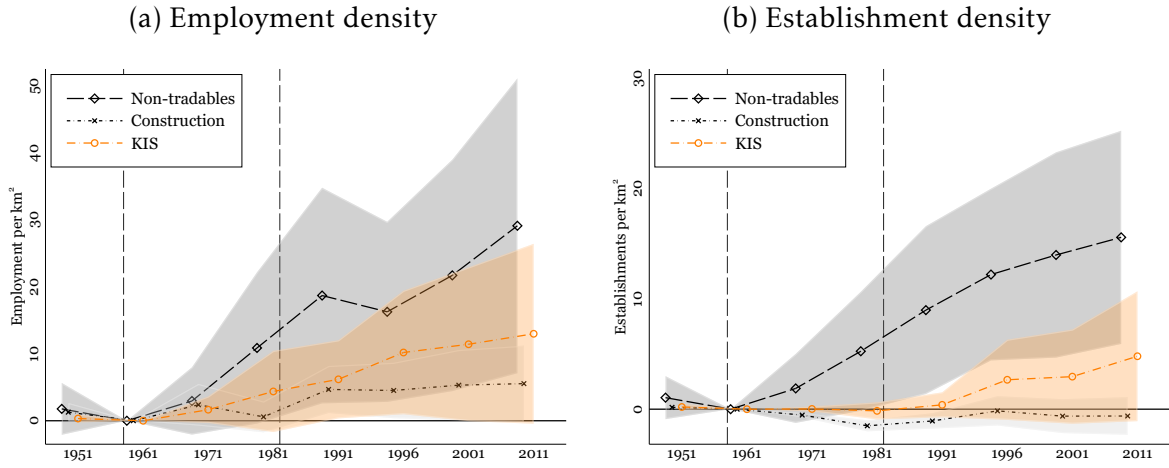 (a) Employment density
Employment per km²
50
40
30
20
10
0
Non-tradables
Construction
KIS
1951 1961 1971 1981 1991 1996 2001 2011
(b) Establishment density
Establishments per km²
30
20
10
0
Non-tradables
Construction
KIS
1951 1961 1971 1981 1991 1996 2001 2011